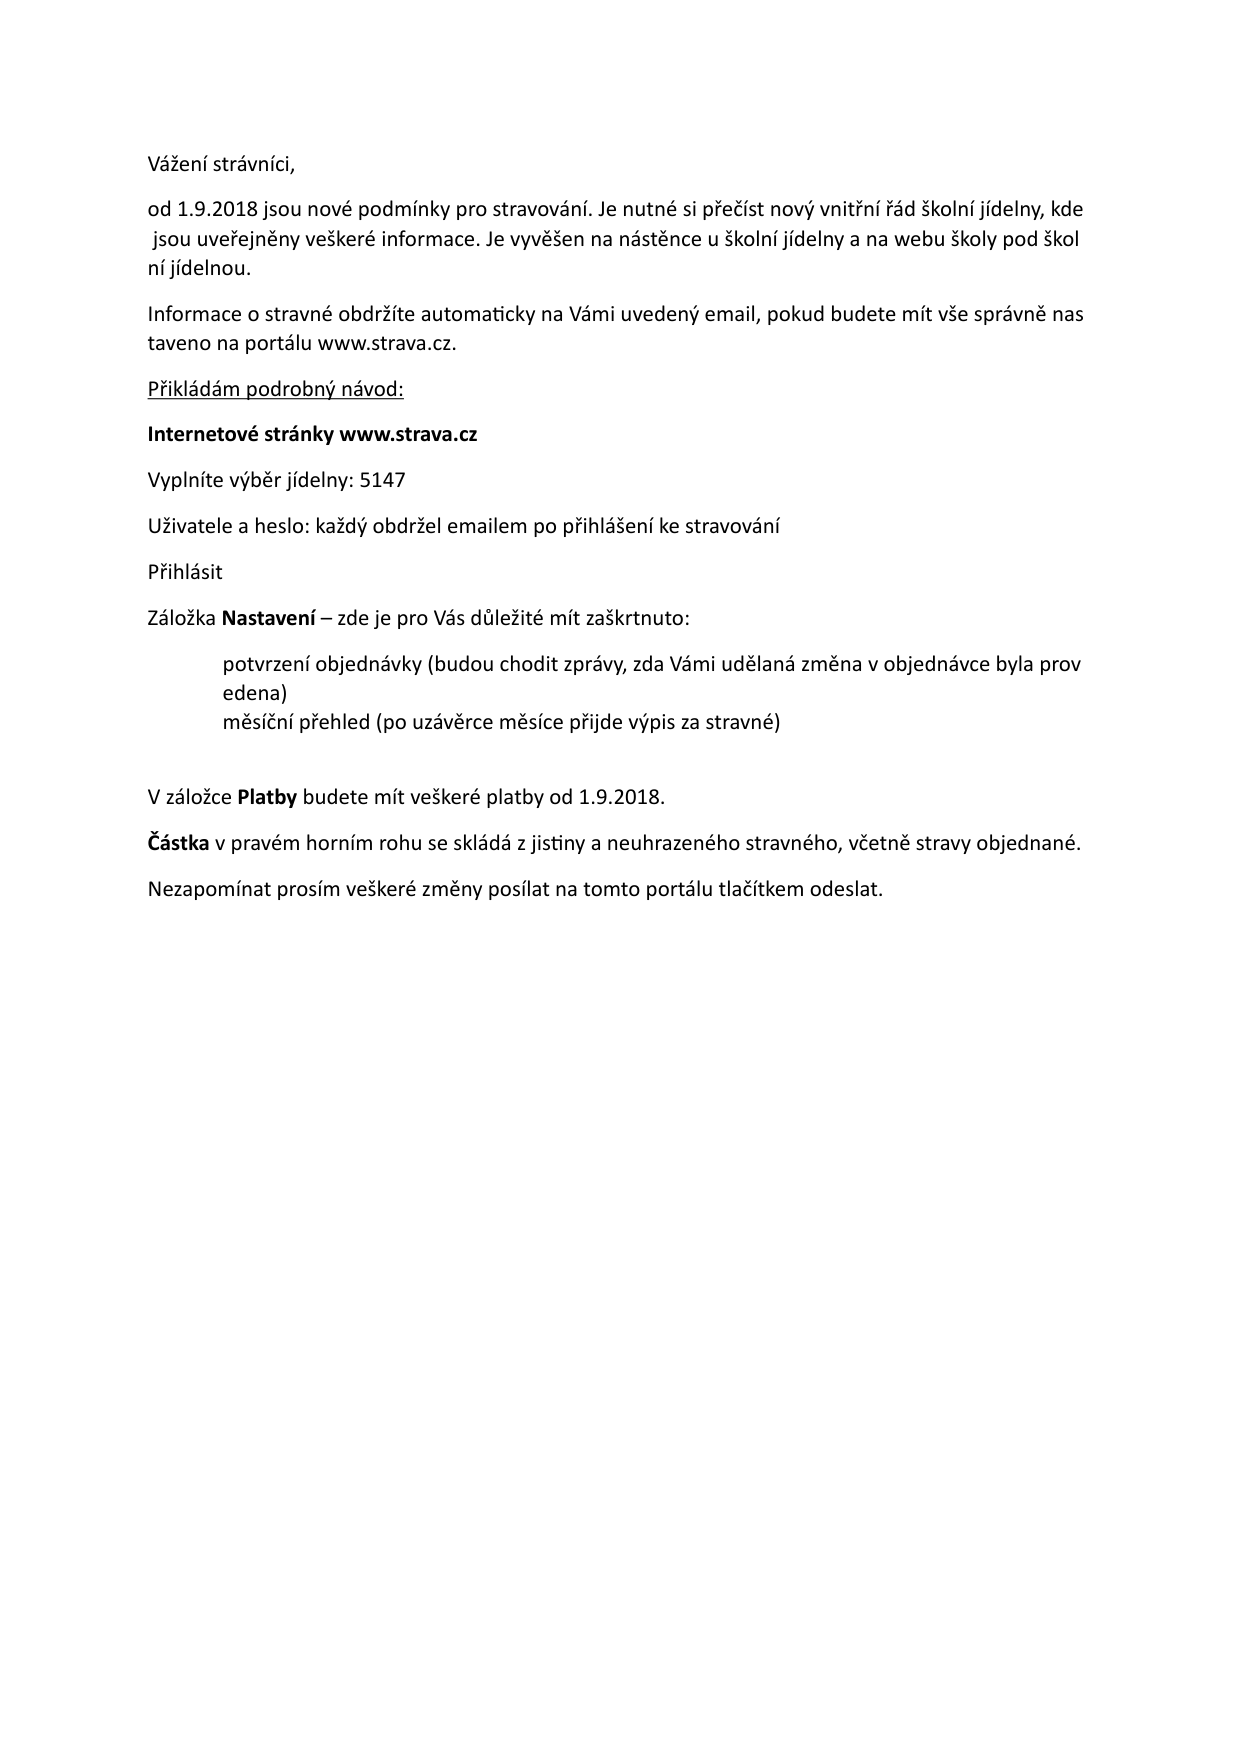 Vážení strávníci,
od 1.9.2018 jsou nové podmínky pro stravování. Je nutné si přečíst nový vnitřní řád školní jídelny, kde
jsou uveřejněny veškeré informace. Je vyvěšen na nástěnce u školní jídelny a na webu školy pod škol
ní jídelnou.
Informace o stravné obdržíte automaticky na Vámi uvedený email, pokud budete mít vše správně nas
taveno na portálu www.strava.cz.
Přikládám podrobný návod:
Internetové stránky www.strava.cz
Vyplníte výběr jídelny: 5147
Uživatele a heslo: každý obdržel emailem po přihlášení ke stravování
Přihlásit
Záložka Nastavení – zde je pro Vás důležité mít zaškrtnuto:
potvrzení objednávky (budou chodit zprávy, zda Vámi udělaná změna v objednávce byla prov
edena)
měsíční přehled (po uzávěrce měsíce přijde výpis za stravné)
V záložce Platby budete mít veškeré platby od 1.9.2018.
Částka v pravém horním rohu se skládá z jistiny a neuhrazeného stravného, včetně stravy objednané.
Nezapomínat prosím veškeré změny posílat na tomto portálu tlačítkem odeslat.